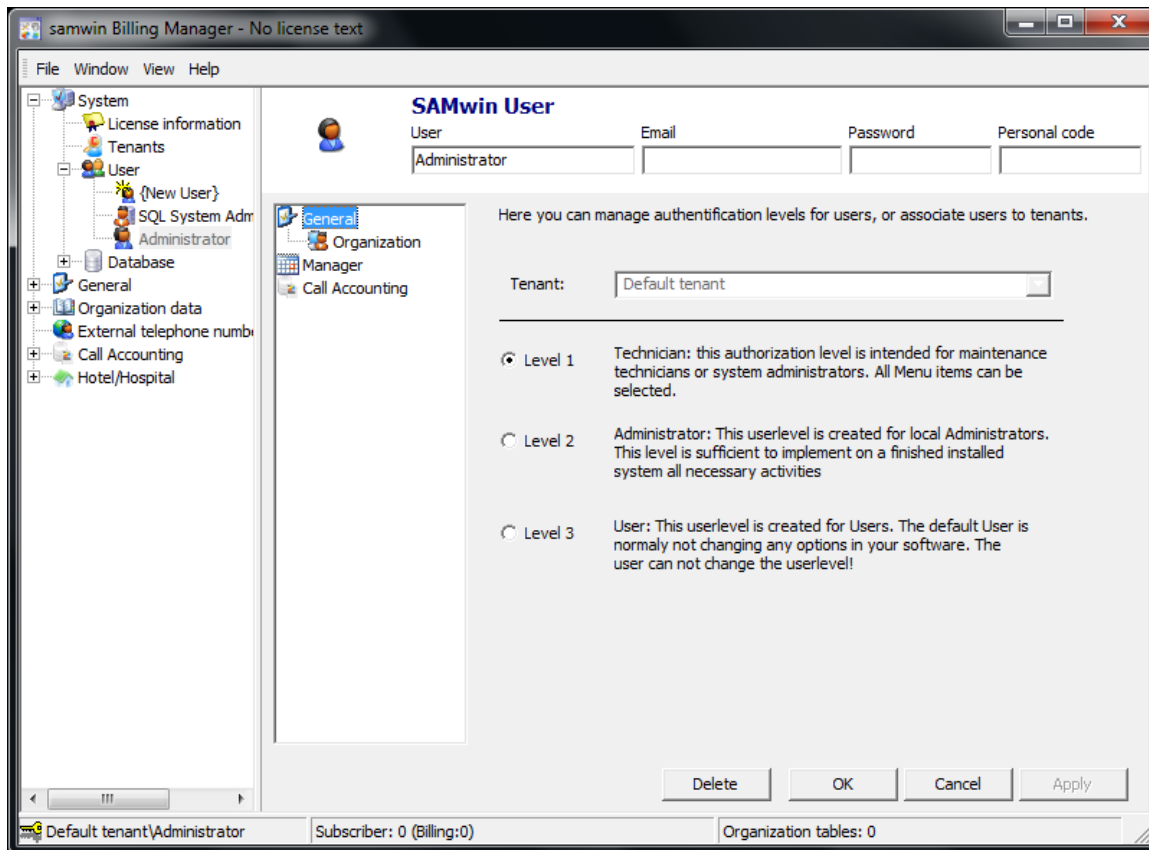 samwin Billing Manager - No license text
File Window View Help
System
License information
Tenants
User
{New User}
SQL System Adm
Administrator
Database
General
Organization data
External telephone numb
Call Accounting
Hotel/Hospital
SAMwin User
User Email Password Personal code
Administrator
General
Organization
Manager
Call Accounting
Here you can manage authentification levels for users, or associate users to tenants.
Tenant: Default tenant
Level 1
Technician: this authorization level is intended for maintenance
technicians or system administrators. All Menu items can be
selected.
Level 2
Administrator: This userlevel is created for local Administrators.
This level is sufficient to implement on a finished installed
system all necessary activities
Level 3
User: This userlevel is created for Users. The default User is
normaly not changing any options in your software. The
user can not change the userlevel!
Delete OK Cancel Apply
Default tenant\Administrator Subscriber: 0 (Billing:0) Organization tables: 0